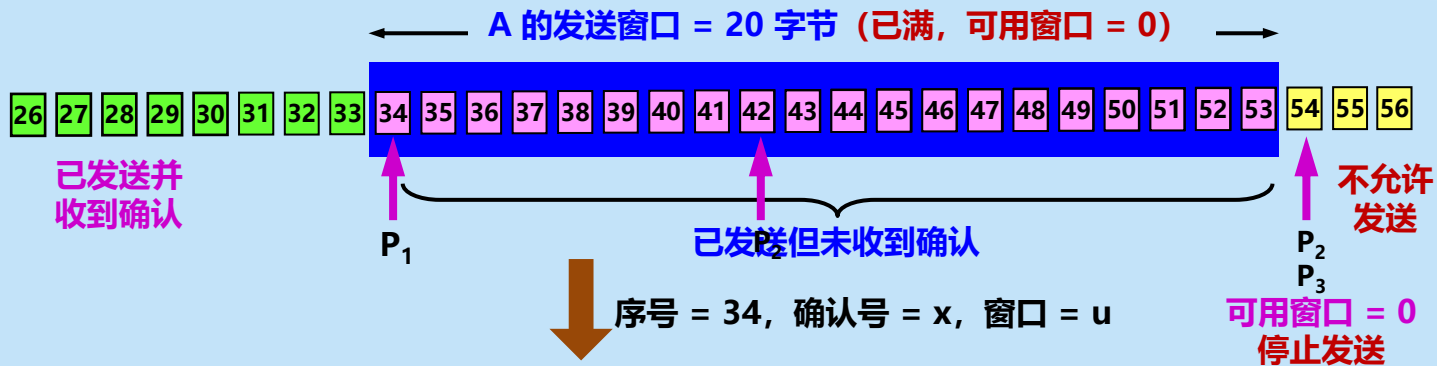 A 的发送窗口 = 20 字节（已满，可用窗口 = 0）
26 27 28 29 30 31 32 33 34 35 36 37 38 39 40 41 42 43 44 45 46 47 48 49 50 51 52 53 54 55 56
已发送并
收到确认
不允许
发送
P1
P2
已发送但未收到确认
P2
P3
序号 = 34，确认号 = x，窗口 = u
可用窗口 = 0
停止发送